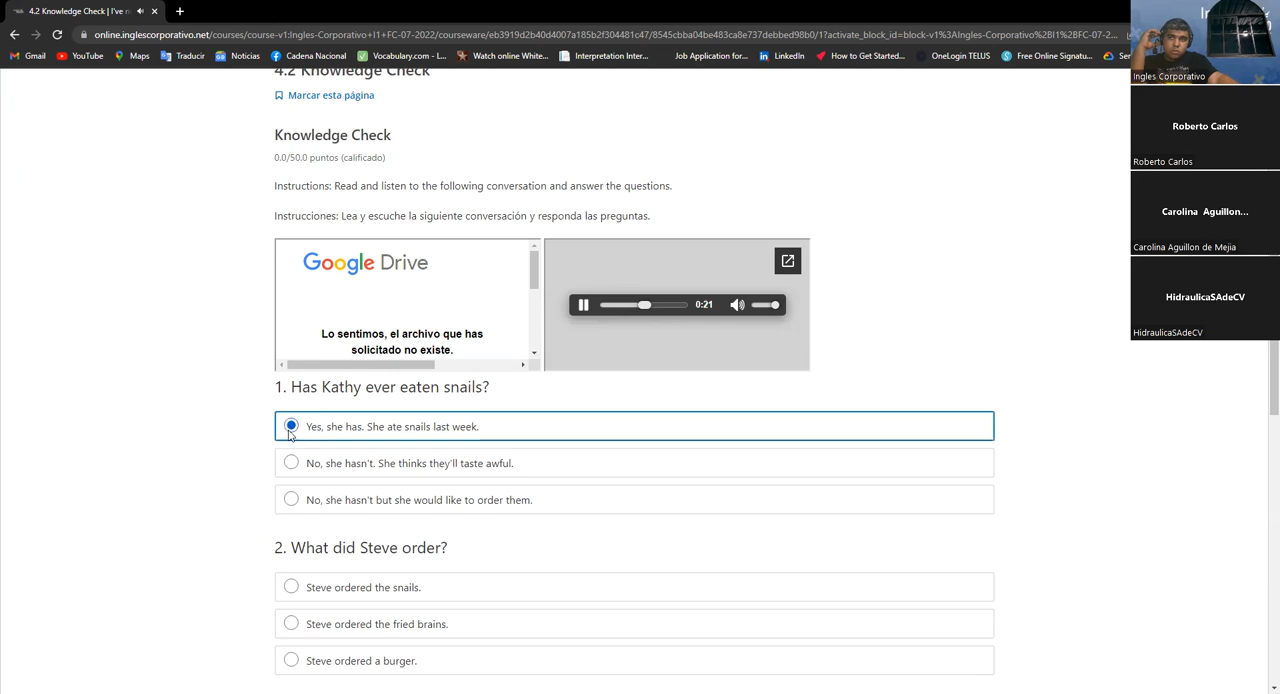 4.2 Knowledge Check | I've
online.inglescorporativo.net/courses/course-v1:Ingles-Corporativo+I1+FC-07-2022/courseware/eb3919d2b40d4007a185b2f304481c47/8545cbba04be483ca8e737debbed98b0/1?activate_block_id=block-v1%3AIngles-Corporativo%2BI1%2BFC-07-2...
Gmail
YouTube
Maps
Traducir
Noticias
Cadena Nacional
Vocabulary.com - L...
Watch online White...
Interpretation Inter...
Job Application for...
LinkedIn
How to Get Started...
OneLogin TELUS
Free Online Signatu...
Ser
Ingles Corporativo
Roberto Carlos
Roberto Carlos
Carolina Aguillon...
Carolina Aguillon de Mejia
HidraulicaSAdeCV
HidraulicaSAdeCV
4.2 Knowledge Check
Marcar esta página
Knowledge Check
0.0/50.0 puntos (calificado)
Instructions: Read and listen to the following conversation and answer the questions.
Instrucciones: Lea y escuche la siguiente conversación y responda las preguntas.
Google Drive
Lo sentimos, el archivo que has
solicitado no existe.
0:21
1. Has Kathy ever eaten snails?
Yes, she has. She ate snails last week.
No, she hasn't. She thinks they'll taste awful.
No, she hasn't but she would like to order them.
2. What did Steve order?
Steve ordered the snails.
Steve ordered the fried brains.
Steve ordered a burger.